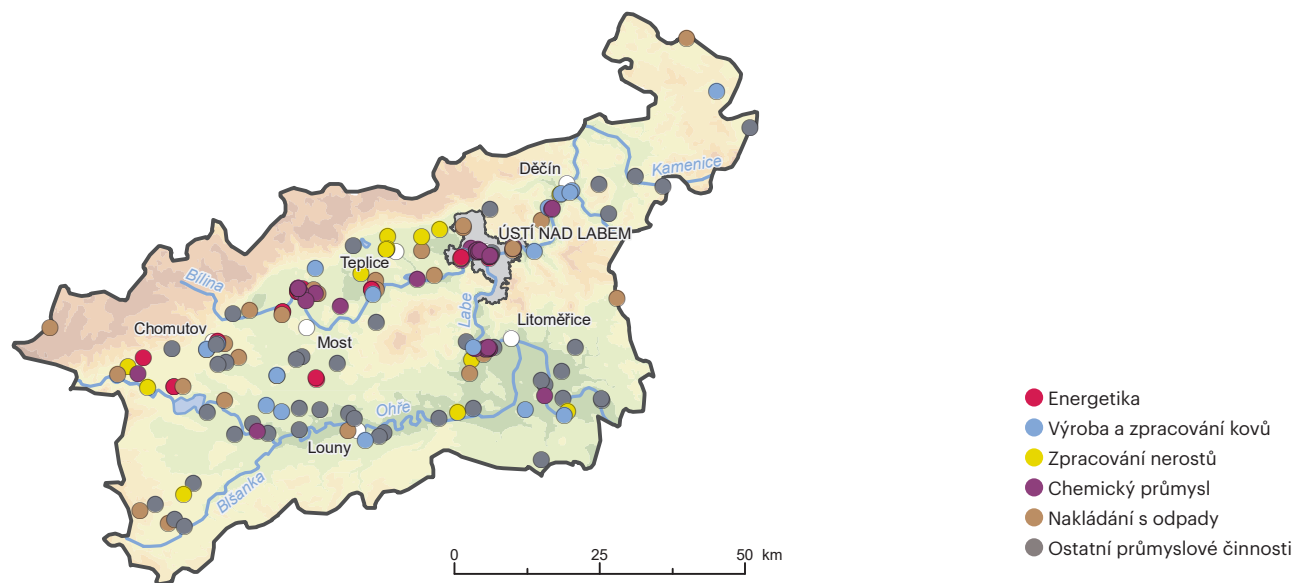 Kamenice
Děčín
ÚSTÍ NAD LABEM
Teplice
Bílina
Labe
Litoměřice
Chomutov
Most
Ohře
Louny
Blšanka
Energetika
Výroba a zpracování kovů
Zpracování nerostů
Chemický průmysl
Nakládání s odpady
Ostatní průmyslové činnosti
0 25 50 km